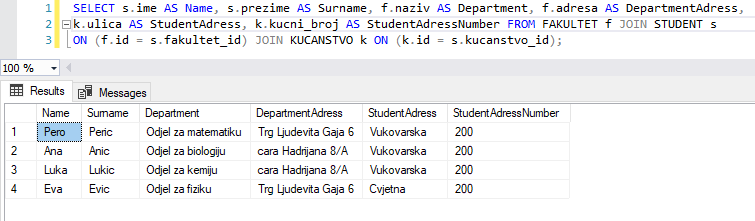 SELECT s.ime AS Name, s.prezime AS Surname, f.naziv AS Department, f.adresa AS DepartmentAdress,
k.ulica AS StudentAdress, k.kucni_broj AS StudentAdressNumber FROM FAKULTET f JOIN STUDENT s
ON (f.id = s.fakultet_id) JOIN KUCANSTVO k ON (k.id = s.kucanstvo_id);
100 %
Results Messages
Name Surname Department DepartmentAdress StudentAdress StudentAdressNumber
1 Pero Peric Odjel za matematiku Trg Ljudevita Gaja 6 Vukovarska 200
2 Ana Anic Odjel za biologiju cara Hadrijana 8/A Vukovarska 200
3 Luka Lukic Odjel za kemiju cara Hadrijana 8/A Vukovarska 200
4 Eva Evic Odjel za fiziku Trg Ljudevita Gaja 6 Cvjetna 200